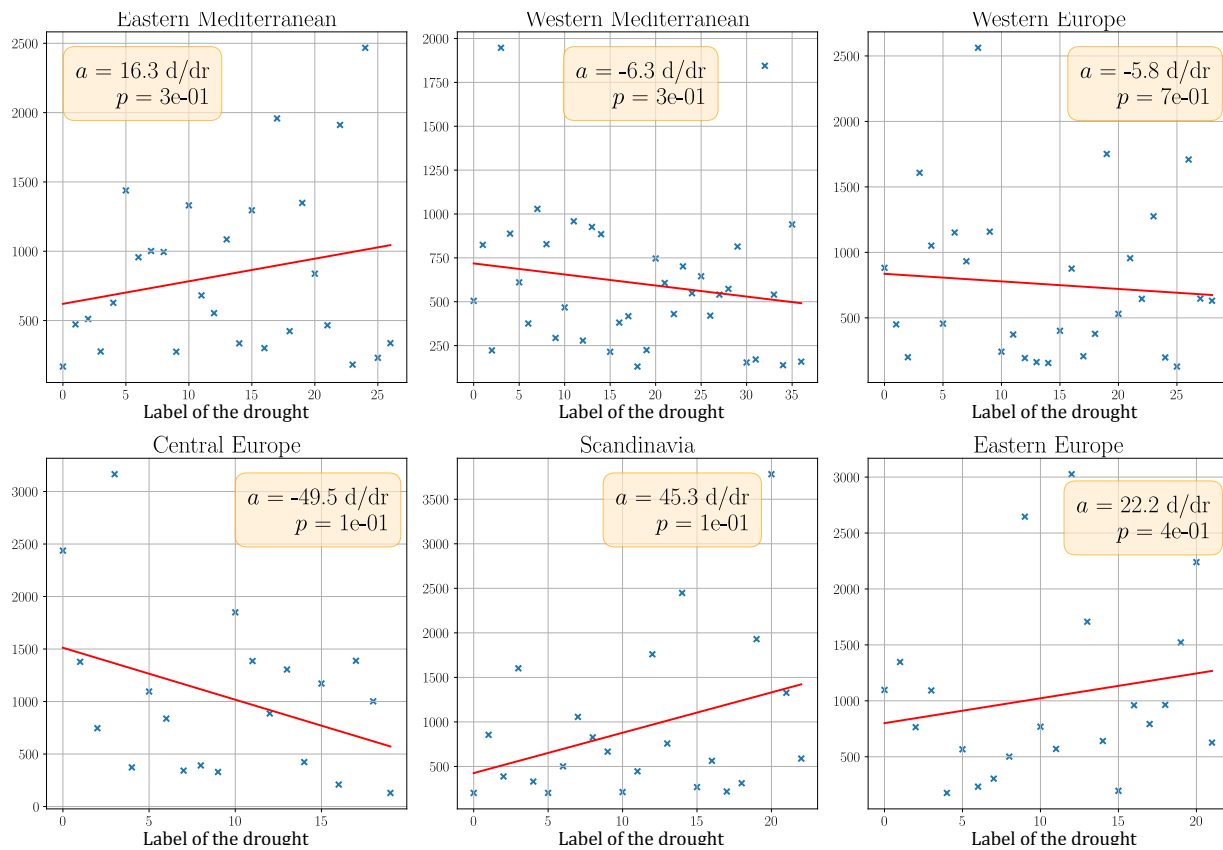 Eastern Mediterranean
2500
2000
1500
1000
500
a = 16.3 d/dr
p = 3e-01
0 5 10 15 20 25
Label of the drought
Western Mediterranean
2000
1750
1500
1250
1000
750
500
250
a = -6.3 d/dr
p = 3e-01
0 5 10 15 20 25 30 35
Label of the drought
Western Europe
2500
2000
1500
1000
500
a = -5.8 d/dr
p = 7e-01
0 5 10 15 20 25
Label of the drought
Central Europe
3000
2500
2000
1500
1000
500
0
a = -49.5 d/dr
p = 1e-01
0 5 10 15
Label of the drought
Scandinavia
3500
3000
2500
2000
1500
1000
500
0
a = 45.3 d/dr
p = 1e-01
0 5 10 15 20
Label of the drought
Eastern Europe
3000
2500
2000
1500
1000
500
0
a = 22.2 d/dr
p = 4e-01
0 5 10 15 20
Label of the drought